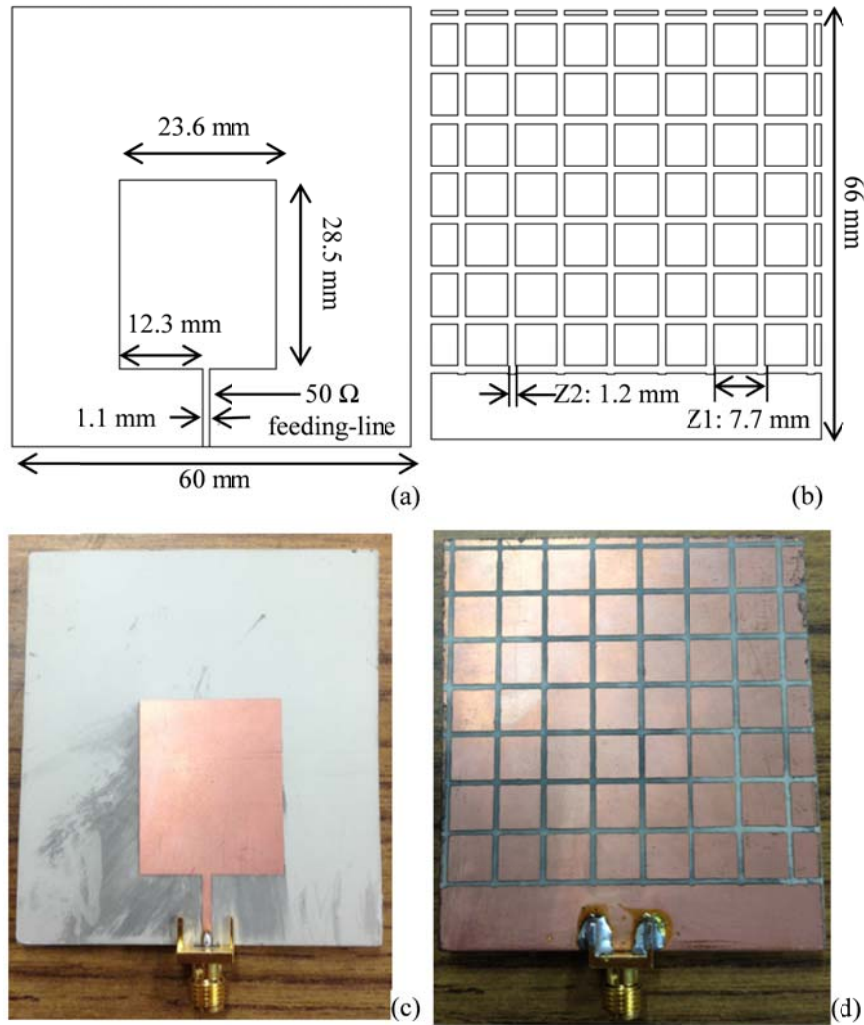 23.6 mm
28.5 mm
12.3 mm
50 Ω
feeding-line
1.1 mm
60 mm
(a)
66 mm
Z2: 1.2 mm
Z1: 7.7 mm
(b)
(c)
(d)